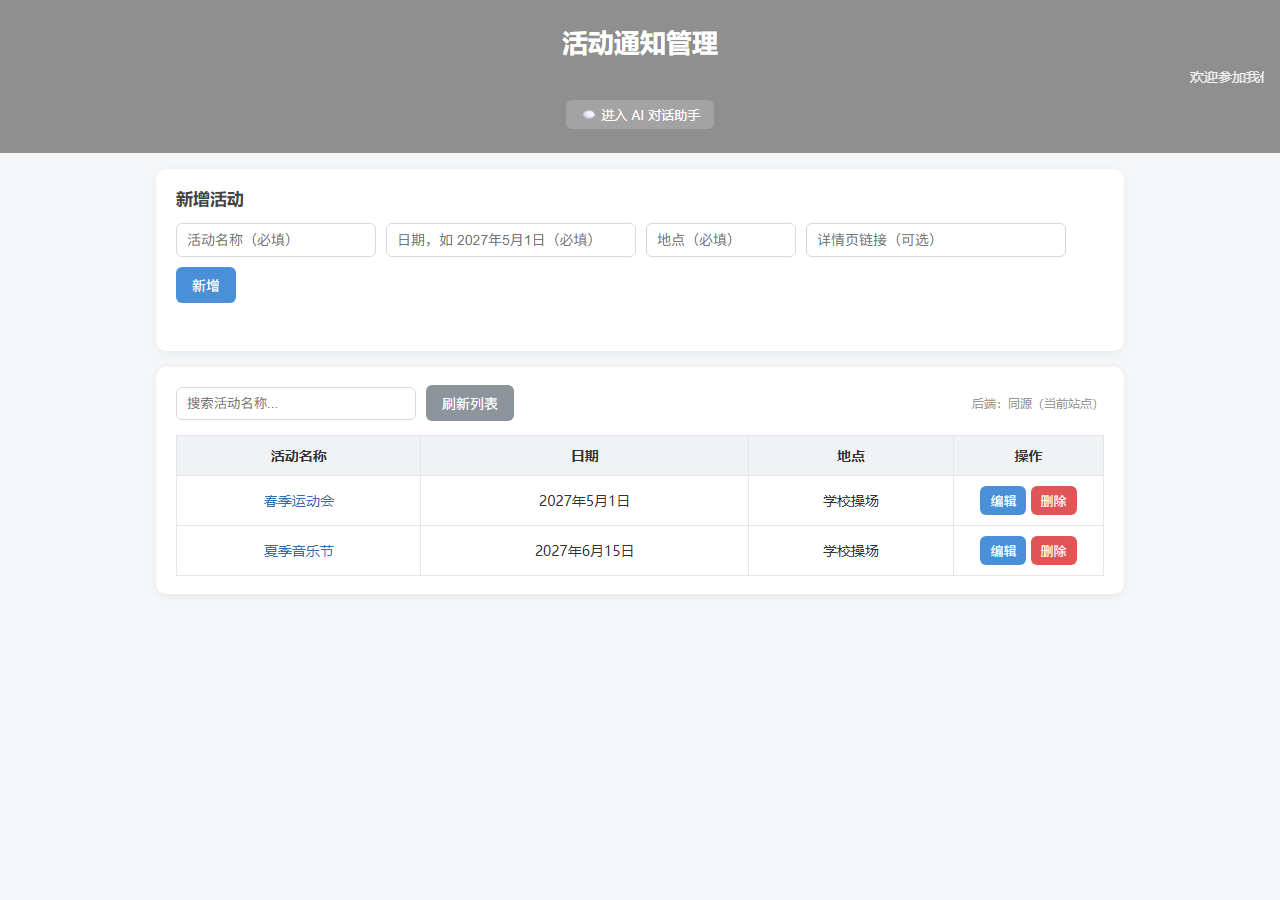 活动通知管理
欢迎参加我
进入 AI 对话助手
新增活动
活动名称（必填） 日期，如 2027年5月1日（必填） 地点（必填） 详情页链接（可选）
新增
搜索活动名称... 刷新列表 后端：同源（当前站点）
活动名称 日期 地点 操作
春季运动会 2027年5月1日 学校操场 编辑 删除
夏季音乐节 2027年6月15日 学校操场 编辑 删除